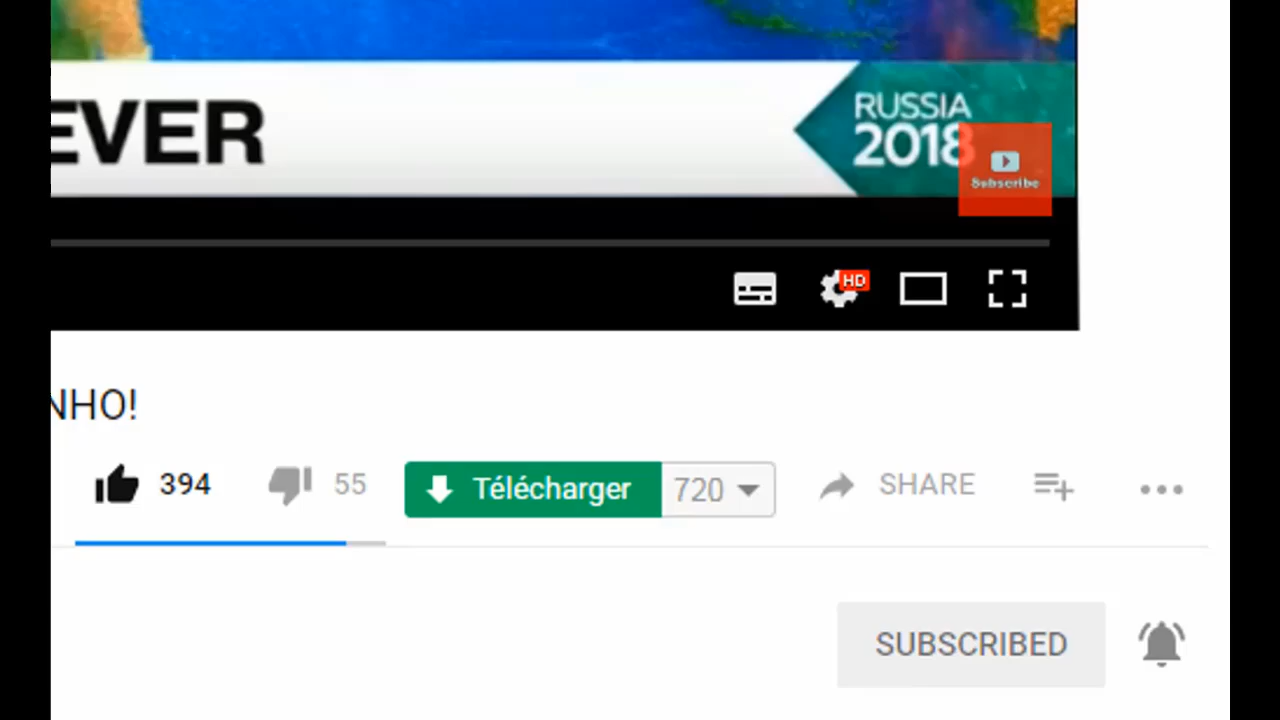 EVER
RUSSIA
2018
Subscribe
HD
NHO!
394 55 Télécharger 720 SHARE
SUBSCRIBED